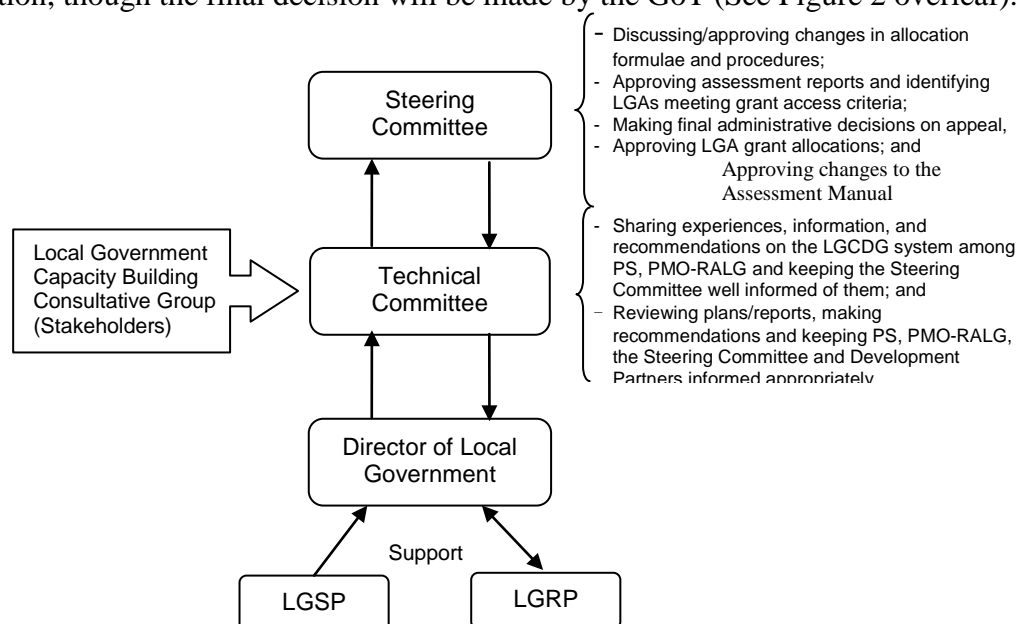 tion, though the final decision will be made by the GoT (See Figure 2 overleaf).
- Discussing/approving changes in allocation
formulae and procedures;
- Approving assessment reports and identifying
LGAs meeting grant access criteria;
- Making final administrative decisions on appeal,
- Approving LGA grant allocations; and
Approving changes to the
Assessment Manual
Steering
Committee
- Sharing experiences, information, and
recommendations on the LGCDG system among
PS, PMO-RALG and keeping the Steering
Committee well informed of them; and
- Reviewing plans/reports, making
recommendations and keeping PS, PMO-RALG,
the Steering Committee and Development
Partners informed appropriately
Local Government
Capacity Building
Consultative Group
(Stakeholders)
Technical
Committee
Director of Local
Government
Support
LGSP
LGRP